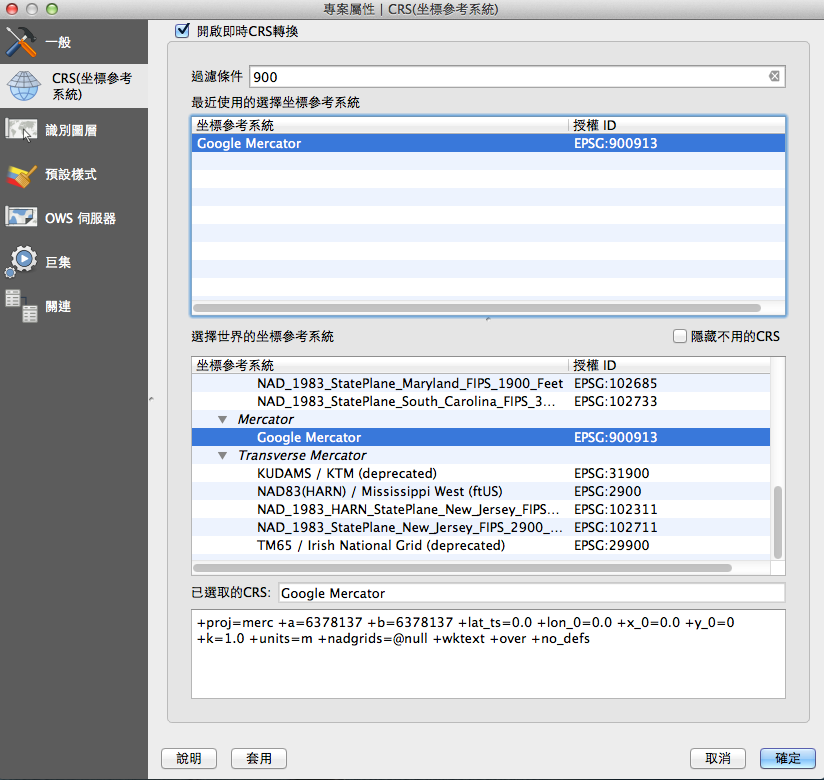 專案屬性 | CRS(坐標參考系統)
一般
CRS(坐標參考
系統)
識別圖層
預設樣式
OWS 伺服器
巨集
關連
開啟即時CRS轉換
過濾條件 900
最近使用的選擇坐標參考系統
坐標參考系統 授權 ID
Google Mercator EPSG:900913
選擇世界的坐標參考系統 隱藏不用的CRS
坐標參考系統 授權 ID
NAD_1983_StatePlane_Maryland_FIPS_1900_Feet EPSG:102685
NAD_1983_StatePlane_South_Carolina_FIPS_3... EPSG:102733
Mercator
Google Mercator EPSG:900913
Transverse Mercator
KUDAMS / KTM (deprecated) EPSG:31900
NAD83(HARN) / Mississippi West (ftUS) EPSG:2900
NAD_1983_HARN_StatePlane_New_Jersey_FIPS... EPSG:102311
NAD_1983_StatePlane_New_Jersey_FIPS_2900_... EPSG:102711
TM65 / Irish National Grid (deprecated) EPSG:29900
已選取的CRS: Google Mercator
+proj=merc +a=6378137 +b=6378137 +lat_ts=0.0 +lon_0=0.0 +x_0=0.0 +y_0=0
+k=1.0 +units=m +nadgrids=@null +wktext +over +no_defs
說明 套用 取消 確定